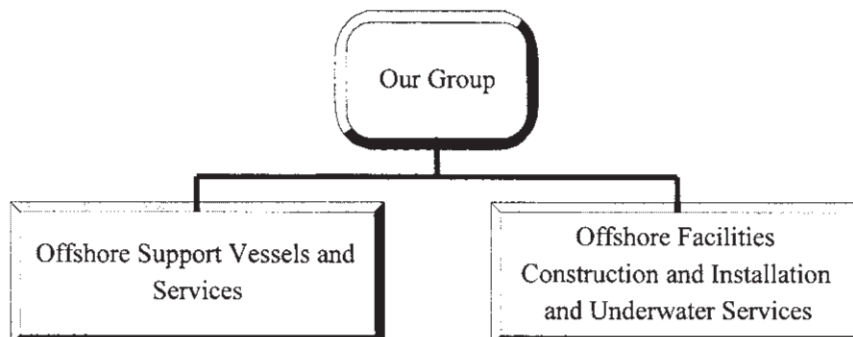 Our Group
Offshore Support Vessels and
Services
Offshore Facilities
Construction and Installation
and Underwater Services